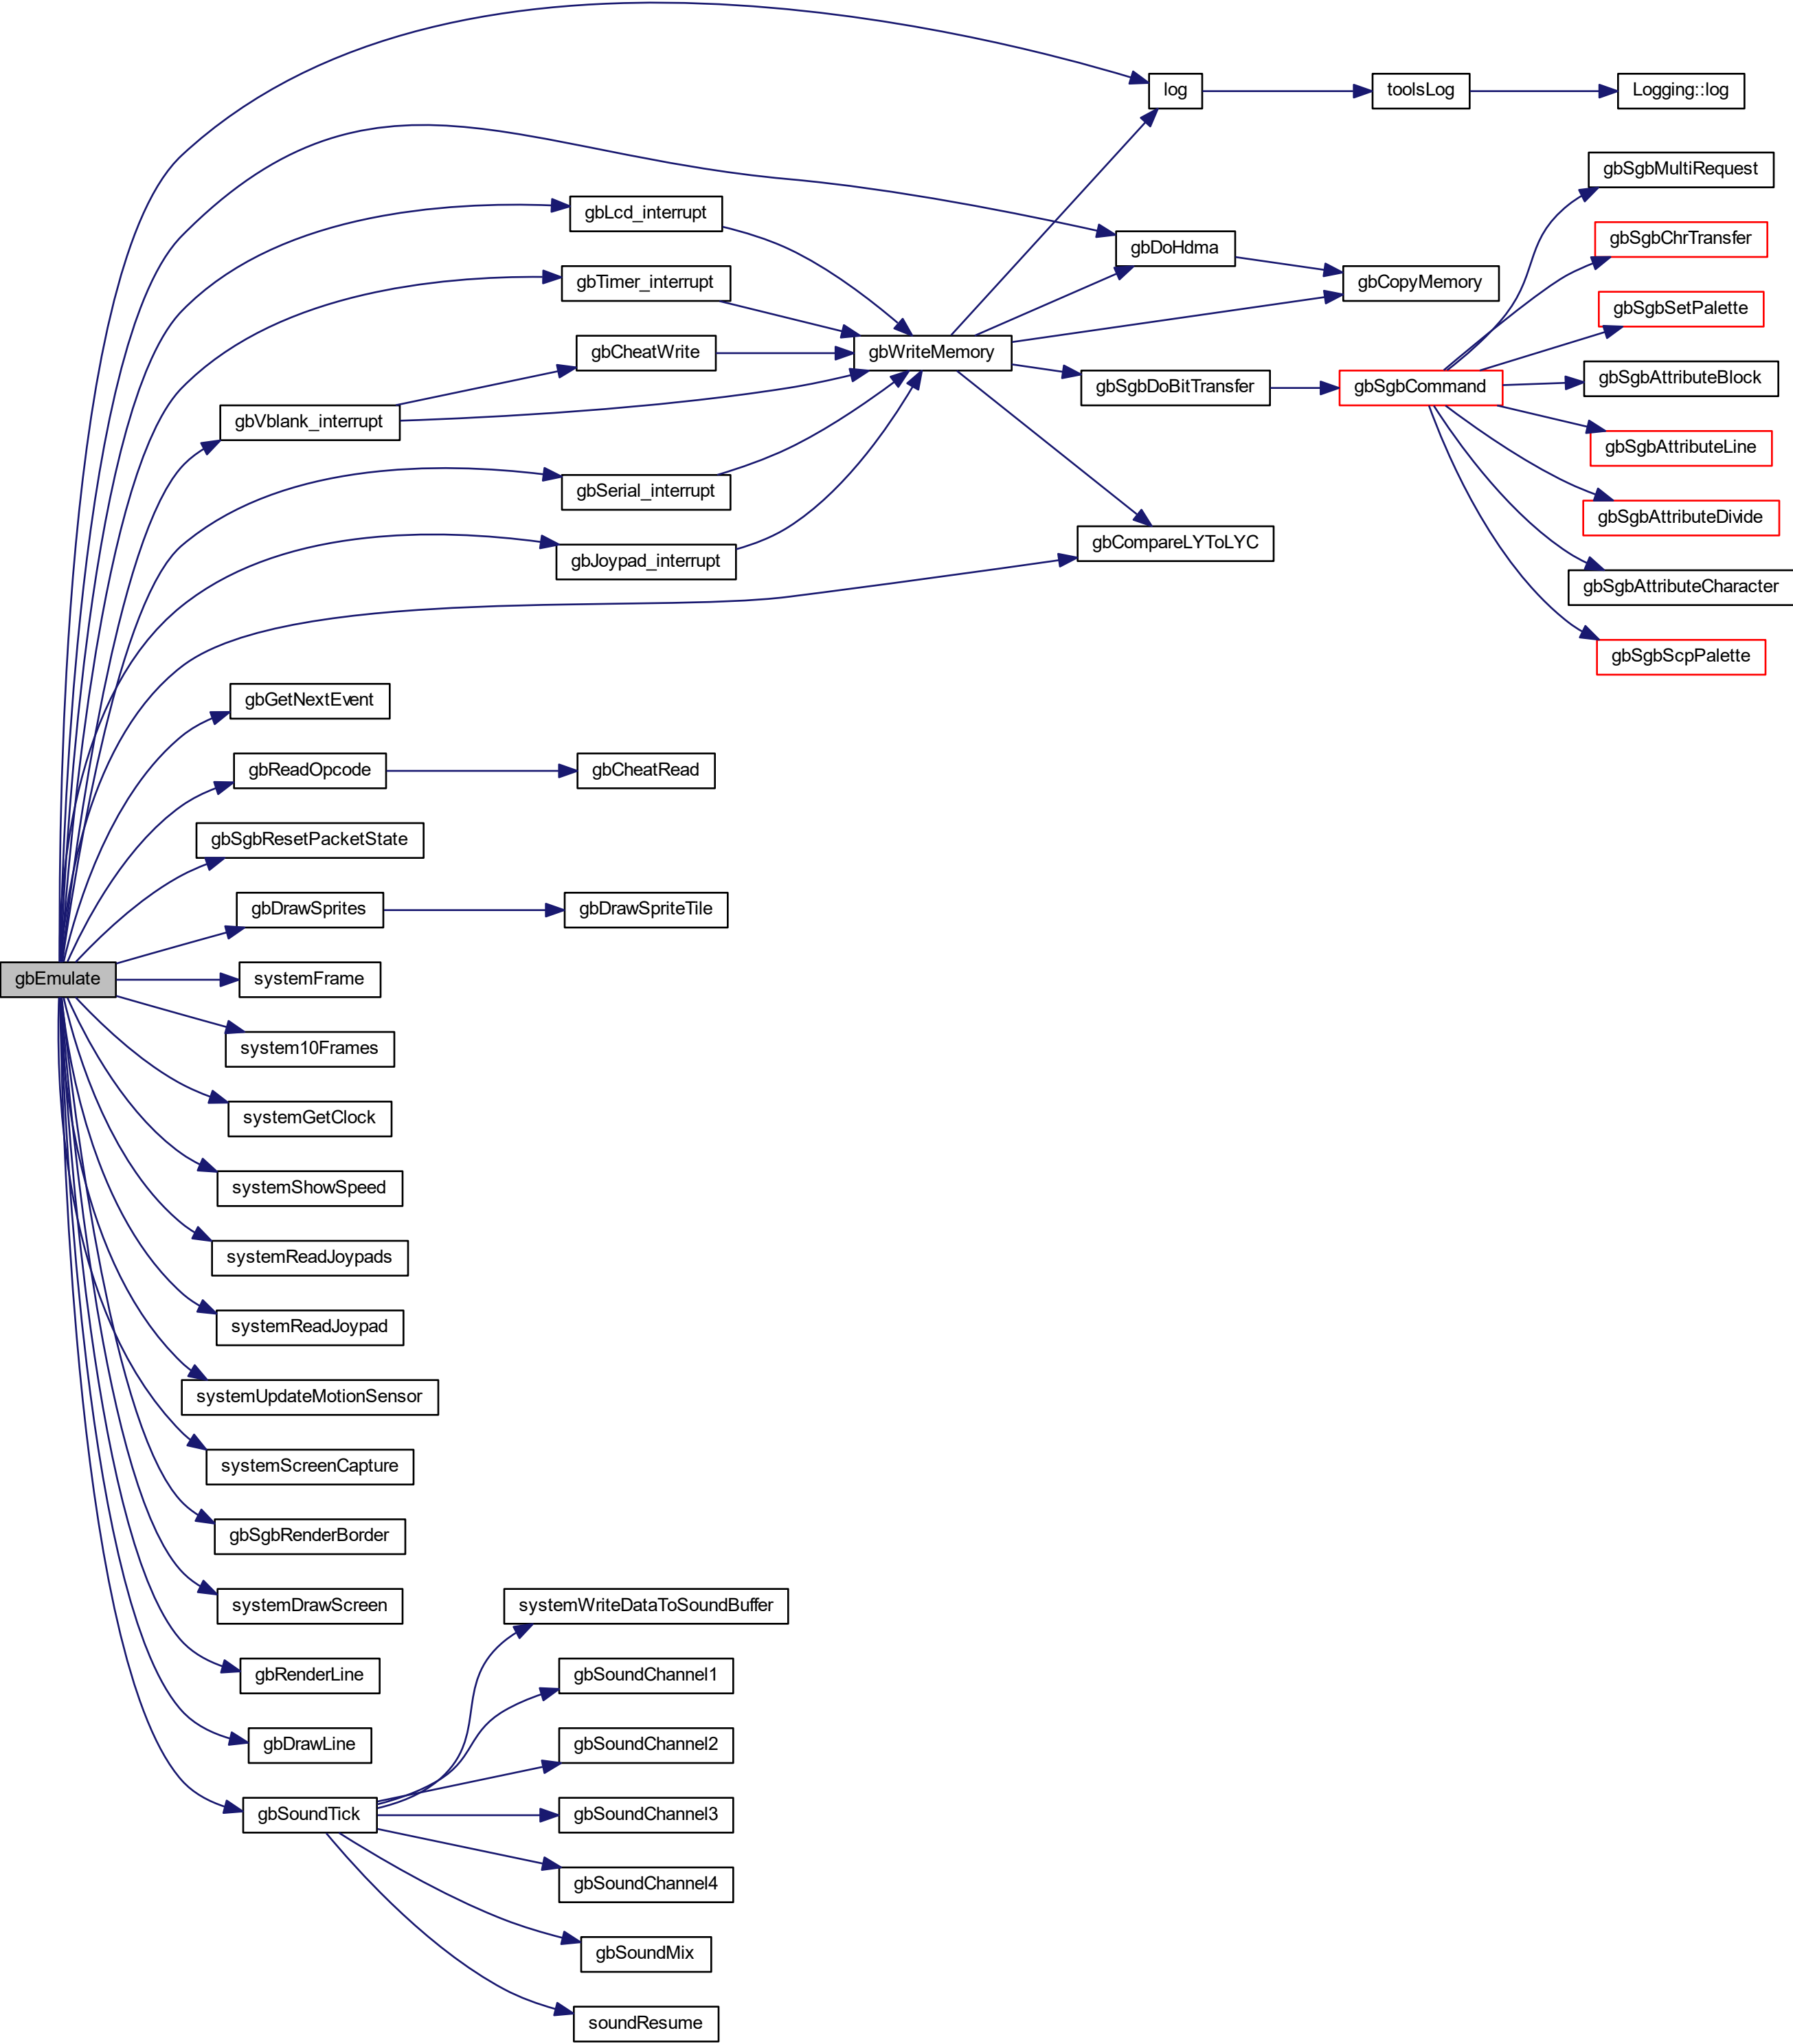 log
toolsLog
Logging::log
gbSgbMultiRequest
gbLcd_interrupt
gbSgbChrTransfer
gbDoHdma
gbTimer_interrupt
gbCopyMemory
gbSgbSetPalette
gbCheatWrite
gbWriteMemory
gbSgbDoBitTransfer
gbSgbCommand
gbSgbAttributeBlock
gbVblank_interrupt
gbSgbAttributeLine
gbSerial_interrupt
gbSgbAttributeDivide
gbCompareLYToLYC
gbJoypad_interrupt
gbSgbAttributeCharacter
gbSgbScpPalette
gbGetNextEvent
gbReadOpcode
gbCheatRead
gbSgbResetPacketState
gbDrawSprites
gbDrawSpriteTile
gbEmulate
systemFrame
system10Frames
systemGetClock
systemShowSpeed
systemReadJoypads
systemReadJoypad
systemUpdateMotionSensor
systemScreenCapture
gbSgbRenderBorder
systemDrawScreen
systemWriteDataToSoundBuffer
gbRenderLine
gbSoundChannel1
gbDrawLine
gbSoundChannel2
gbSoundTick
gbSoundChannel3
gbSoundChannel4
gbSoundMix
soundResume